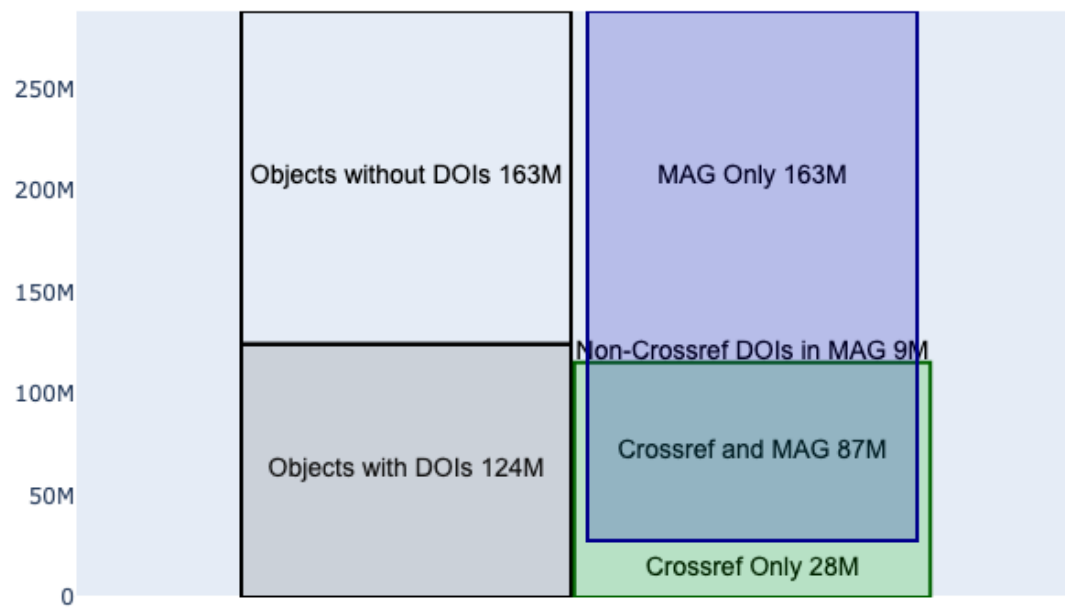 250M
200M
150M
100M
50M
0
Objects without DOIs 163M
Objects with DOIs 124M
MAG Only 163M
Non-Crossref DOIs in MAG 9M
Crossref and MAG 87M
Crossref Only 28M